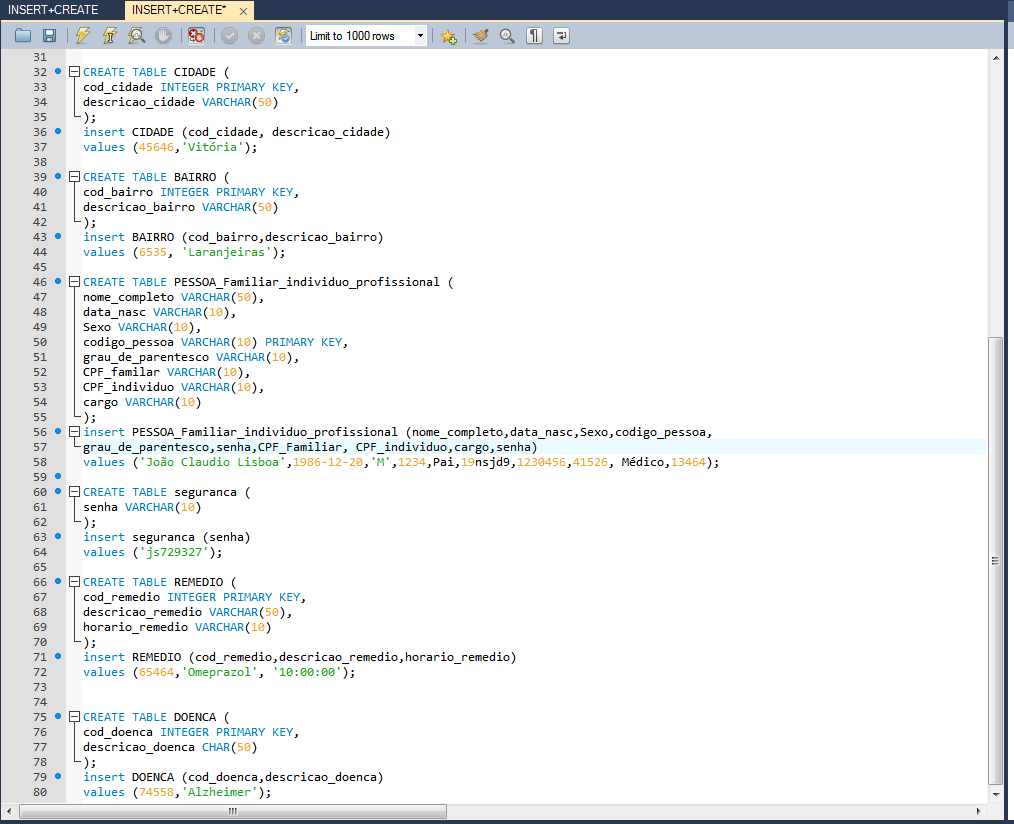 INSERT+CREATE INSERT+CREATE*
Limit to 1000 rows
31
32 CREATE TABLE CIDADE (
33 cod_cidade INTEGER PRIMARY KEY,
34 descricao_cidade VARCHAR(50)
35 );
36 insert CIDADE (cod_cidade, descricao_cidade)
37 values (45646,'Vitória');
38
39 CREATE TABLE BAIRRO (
40 cod_bairro INTEGER PRIMARY KEY,
41 descricao_bairro VARCHAR(50)
42 );
43 insert BAIRRO (cod_bairro,descricao_bairro)
44 values (6535, 'Laranjeiras');
45
46 CREATE TABLE PESSOA_Familiar_individuo_profissional (
47 nome_completo VARCHAR(50),
48 data_nasc VARCHAR(10),
49 Sexo VARCHAR(10),
50 codigo_pessoa VARCHAR(10) PRIMARY KEY,
51 grau_de_parentesco VARCHAR(10),
52 CPF_familar VARCHAR(10),
53 CPF_individuo VARCHAR(10),
54 cargo VARCHAR(10)
55 );
56 insert PESSOA_Familiar_individuo_profissional (nome_completo,data_nasc,Sexo,codigo_pessoa,
57 grau_de_parentesco,senha,CPF_Familiar, CPF_individuo,cargo,senha)
58 values ('João Claudio Lisboa',1986-12-20,'M',1234,Pai,19nsjd9,1230456,41526, Médico,13464);
59
60 CREATE TABLE seguranca (
61 senha VARCHAR(10)
62 );
63 insert seguranca (senha)
64 values ('js729327');
65
66 CREATE TABLE REMEDIO (
67 cod_remedio INTEGER PRIMARY KEY,
68 descricao_remedio VARCHAR(50),
69 horario_remedio VARCHAR(10)
70 );
71 insert REMEDIO (cod_remedio,descricao_remedio,horario_remedio)
72 values (65464,'Omeprazol', '10:00:00');
73
74
75 CREATE TABLE DOENCA (
76 cod_doenca INTEGER PRIMARY KEY,
77 descricao_doenca CHAR(50)
78 );
79 insert DOENCA (cod_doenca,descricao_doenca)
80 values (74558,'Alzheimer');